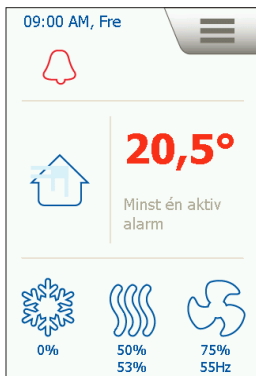 09:00 AM, Fre
20,5°
Minst én aktiv
alarm
0% 50% 75%
53% 55Hz